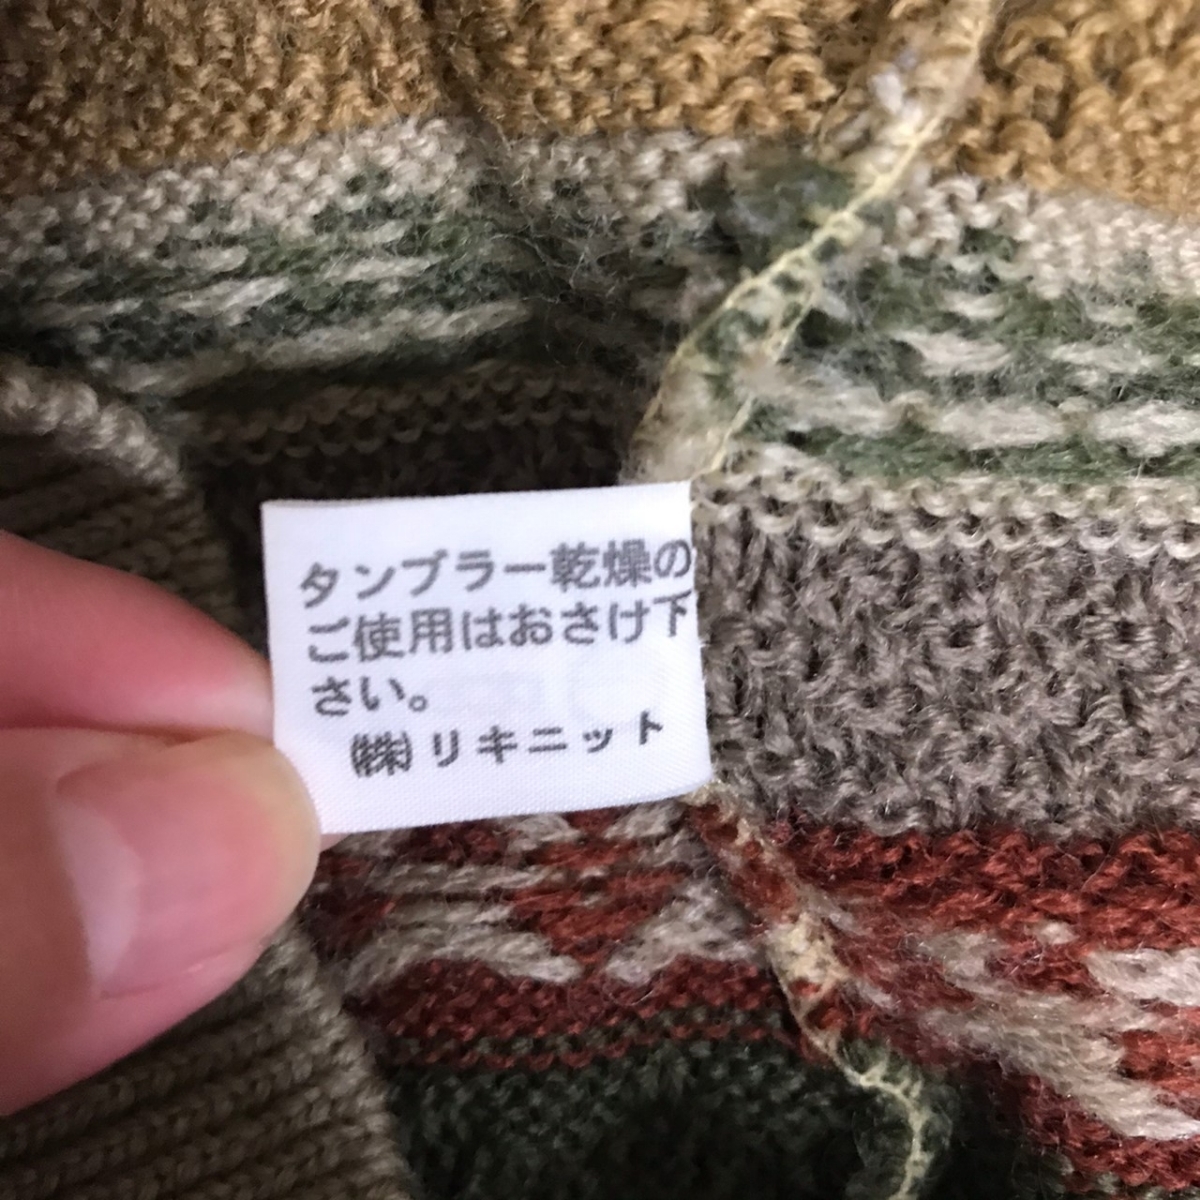 タンブラー乾燥の
ご使用はおさけ下
さい。
㈱リキニット